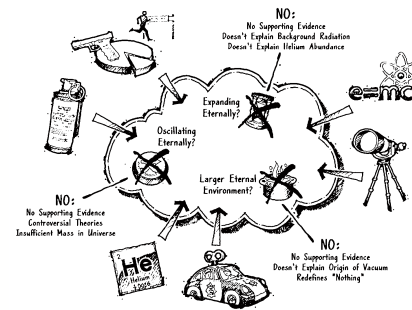 NO:
No Supporting Evidence
Doesn't Explain Background Radiation
Doesn't Explain Helium Abundance
Expanding
Eternally?
e=mc
Oscillating
Eternally?
Larger Eternal
Environment?
NO:
No Supporting Evidence
Controversial Theories
Insufficient Mass in Universe
2
He
Helium
NO:
No Supporting Evidence
Doesn't Explain Origin of Vacuum
Redefines "Nothing"